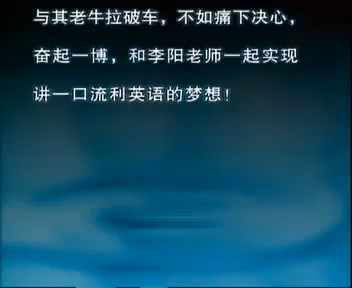 与其老牛拉破车，不如痛下决心，
奋起一博，和李阳老师一起实现
讲一口流利英语的梦想！